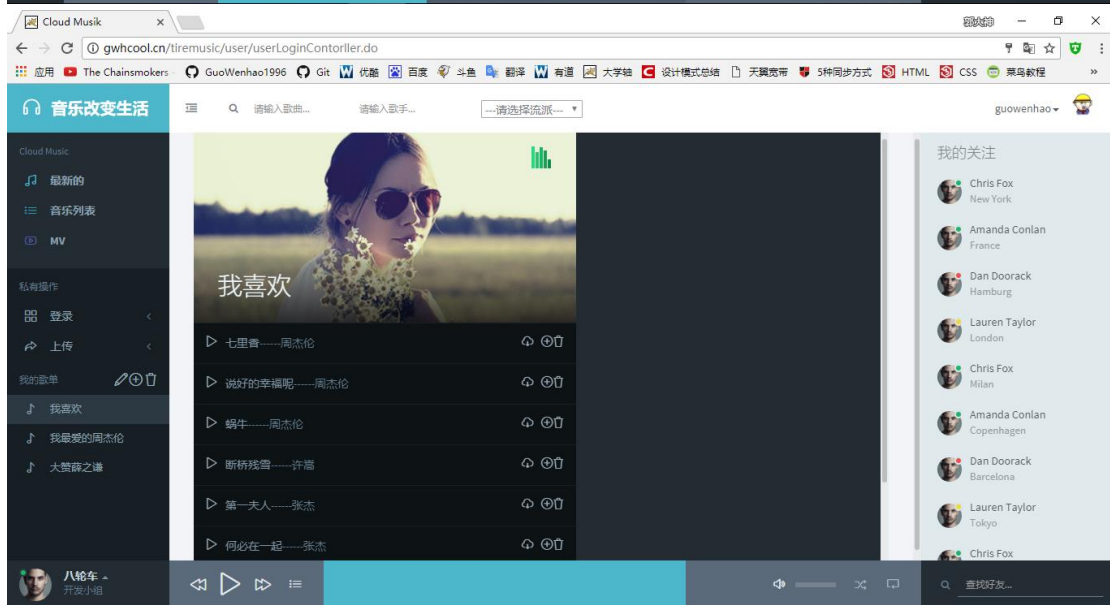 Cloud Musik
gwhcool.cn/tiremusic/user/userLoginContorller.do
应用 The Chainsmokers GuoWenhao1996 Git 优酷 百度 斗鱼 翻译 有道 大学轴 设计模式总结 天翼宽带 5种同步方式 HTML CSS 菜鸟教程 »
音乐改变生活 请输入歌曲... 请输入歌手... ---请选择流派--- guowenhao
Cloud Music
最新的
音乐列表
MV
私有操作
登录
上传
我的歌单
我喜欢
我最爱的周杰伦
大赞薛之谦
我喜欢
七里香------周杰伦
说好的幸福呢------周杰伦
蜗牛------周杰伦
断桥残雪------许嵩
第一夫人------张杰
何必在一起------张杰
我的关注
Chris Fox
New York
Amanda Conlan
France
Dan Doorack
Hamburg
Lauren Taylor
London
Chris Fox
Milan
Amanda Conlan
Copenhagen
Dan Doorack
Barcelona
Lauren Taylor
Tokyo
Chris Fox
八轮车
开发小组
查找好友...